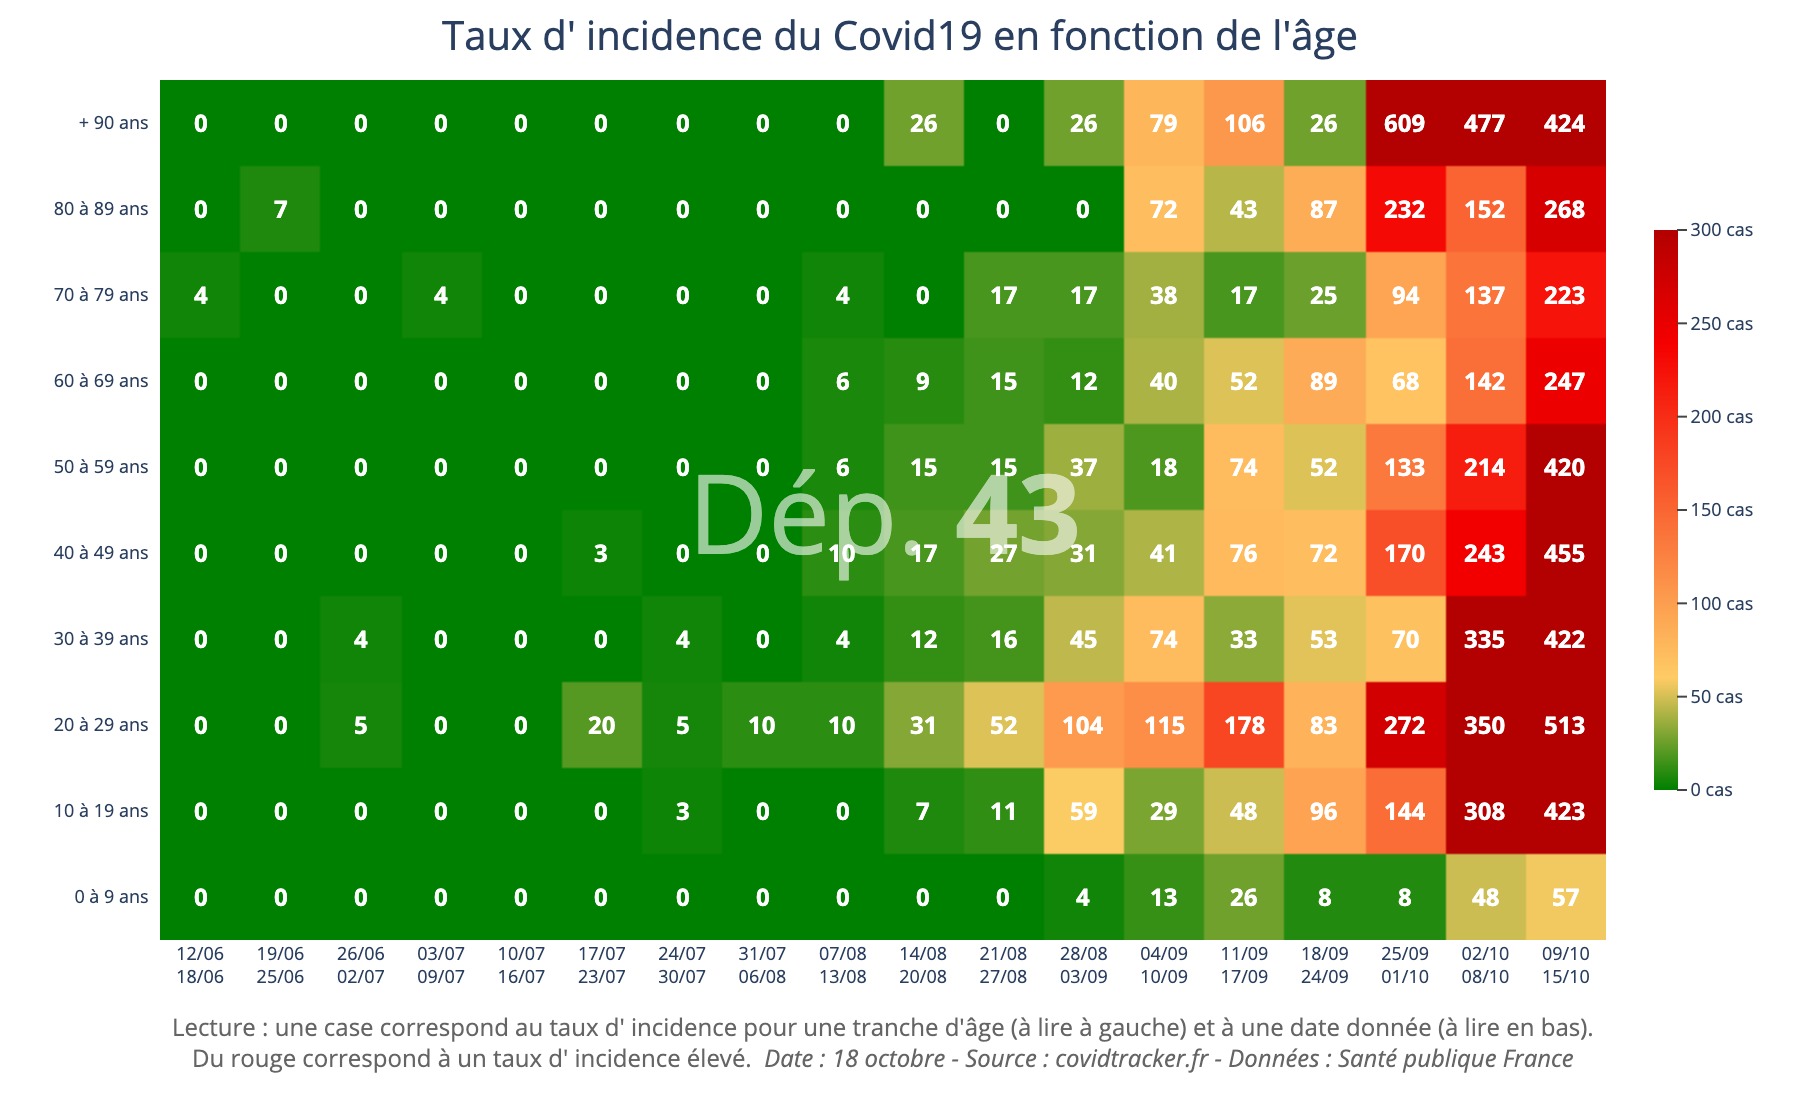 Taux d' incidence du Covid19 en fonction de l'âge
+ 90 ans 0 0 0 0 0 0 0 0 0 26 0 26 79 106 26 609 477 424
80 à 89 ans 0 7 0 0 0 0 0 0 0 0 0 0 72 43 87 232 152 268
70 à 79 ans 4 0 0 4 0 0 0 0 4 0 17 17 38 17 25 94 137 223
60 à 69 ans 0 0 0 0 0 0 0 0 6 9 15 12 40 52 89 68 142 247
50 à 59 ans 0 0 0 0 0 0 0 0 6 15 15 37 18 74 52 133 214 420
Dép. 43
40 à 49 ans 0 0 0 0 0 3 0 0 10 17 27 31 41 76 72 170 243 455
30 à 39 ans 0 0 4 0 0 0 4 0 4 12 16 45 74 33 53 70 335 422
20 à 29 ans 0 0 5 0 0 20 5 10 10 31 52 104 115 178 83 272 350 513
10 à 19 ans 0 0 0 0 0 0 3 0 0 7 11 59 29 48 96 144 308 423
0 à 9 ans 0 0 0 0 0 0 0 0 0 0 0 4 13 26 8 8 48 57
12/06 19/06 26/06 03/07 10/07 17/07 24/07 31/07 07/08 14/08 21/08 28/08 04/09 11/09 18/09 25/09 02/10 09/10
18/06 25/06 02/07 09/07 16/07 23/07 30/07 06/08 13/08 20/08 27/08 03/09 10/09 17/09 24/09 01/10 08/10 15/10
300 cas
250 cas
200 cas
150 cas
100 cas
50 cas
0 cas
Lecture : une case correspond au taux d' incidence pour une tranche d'âge (à lire à gauche) et à une date donnée (à lire en bas).
Du rouge correspond à un taux d' incidence élevé. Date : 18 octobre - Source : covidtracker.fr - Données : Santé publique France